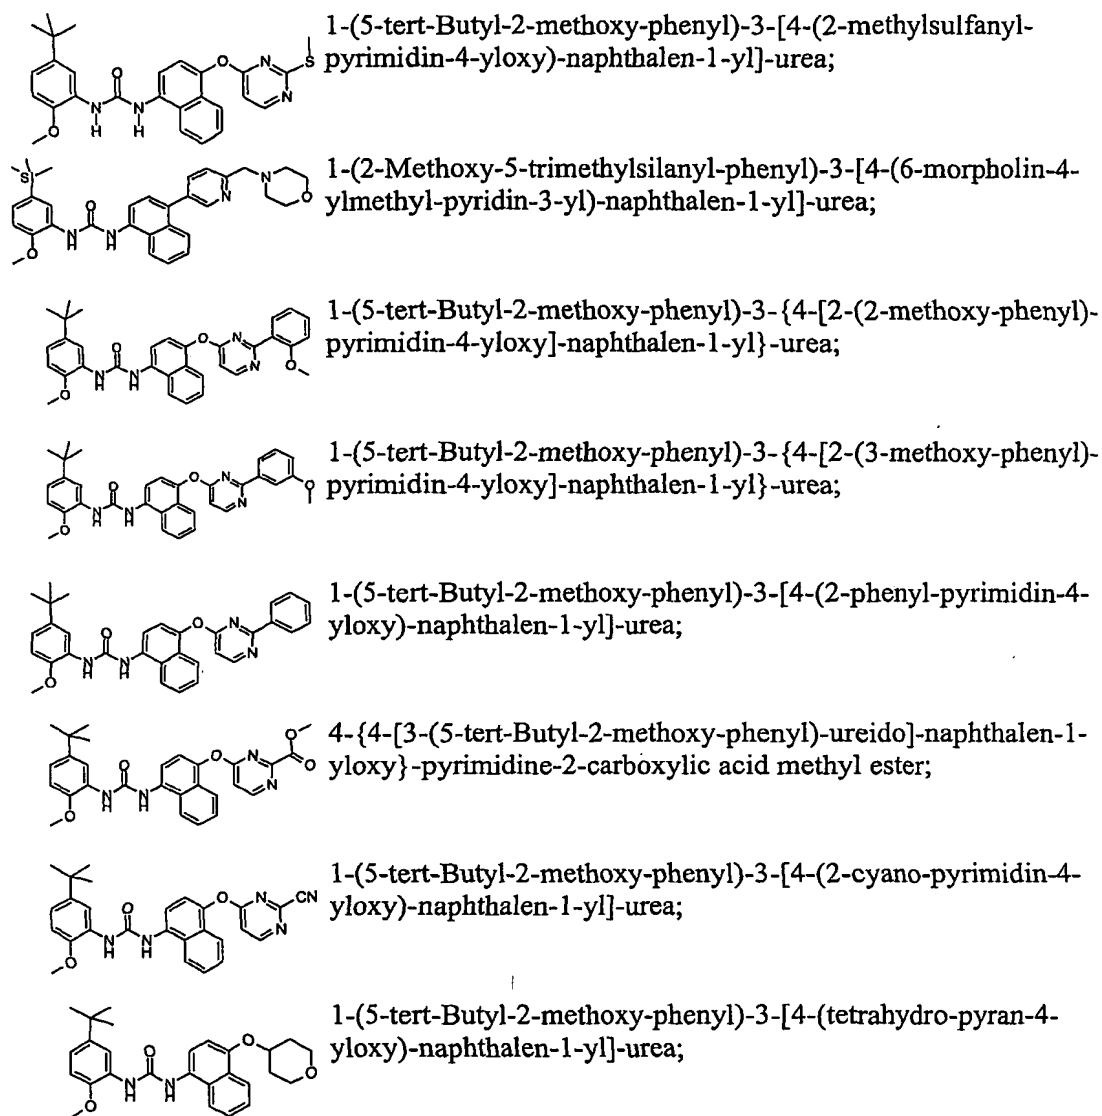 1-(5-tert-Butyl-2-methoxy-phenyl)-3-[4-(2-methylsulfanyl-
pyrimidin-4-yloxy)-naphthalen-1-yl]-urea;
1-(2-Methoxy-5-trimethylsilanyl-phenyl)-3-[4-(6-morpholin-4-
ylmethyl-pyridin-3-yl)-naphthalen-1-yl]-urea;
1-(5-tert-Butyl-2-methoxy-phenyl)-3-{4-[2-(2-methoxy-phenyl)-
pyrimidin-4-yloxy]-naphthalen-1-yl}-urea;
1-(5-tert-Butyl-2-methoxy-phenyl)-3-{4-[2-(3-methoxy-phenyl)-
pyrimidin-4-yloxy]-naphthalen-1-yl}-urea;
1-(5-tert-Butyl-2-methoxy-phenyl)-3-[4-(2-phenyl-pyrimidin-4-
yloxy)-naphthalen-1-yl]-urea;
4-{4-[3-(5-tert-Butyl-2-methoxy-phenyl)-ureido]-naphthalen-1-
yloxy}-pyrimidine-2-carboxylic acid methyl ester;
1-(5-tert-Butyl-2-methoxy-phenyl)-3-[4-(2-cyano-pyrimidin-4-
yloxy)-naphthalen-1-yl]-urea;
1-(5-tert-Butyl-2-methoxy-phenyl)-3-[4-(tetrahydro-pyran-4-
yloxy)-naphthalen-1-yl]-urea;